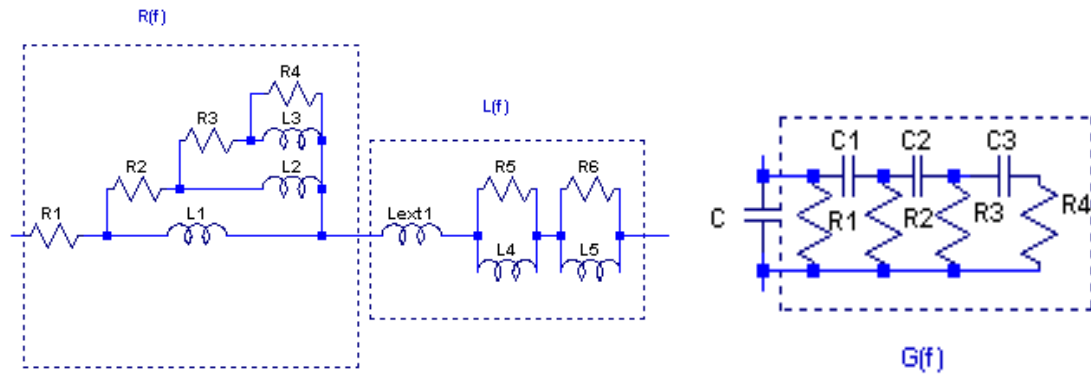 R(f)
R4
R3
L3
L(f)
R2
L2
R5
R6
R1
L1
Lext1
L4
L5
C1
C2
C3
C
R1
R2
R3
R4
G(f)